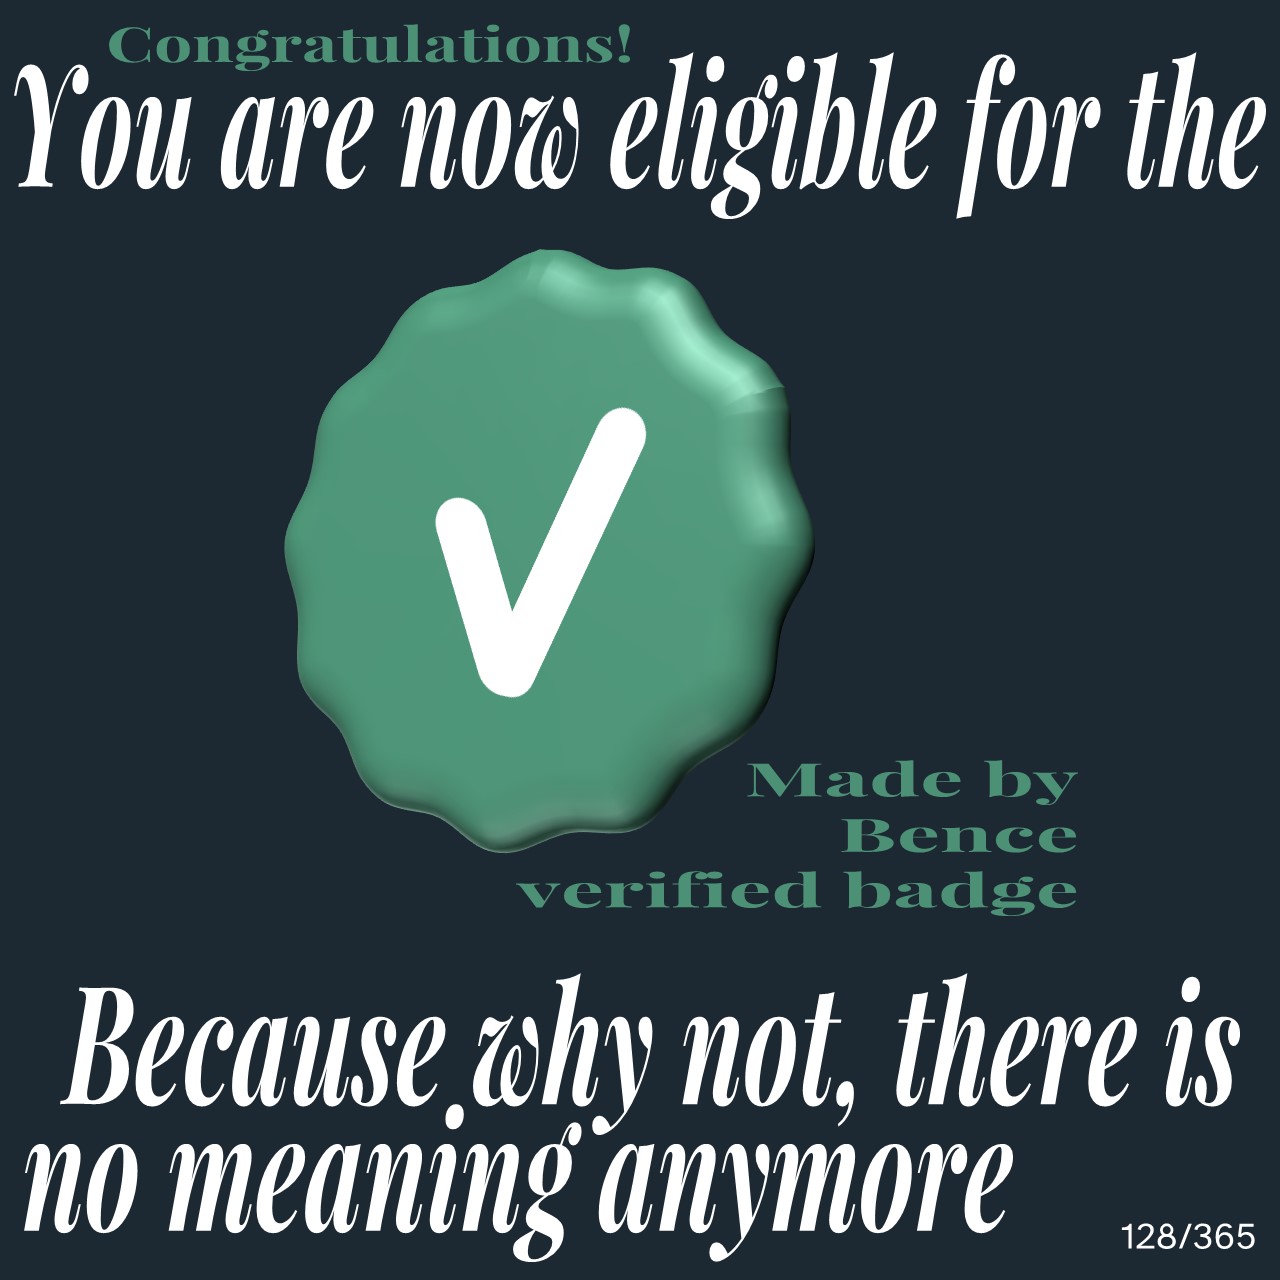 Congratulations!
You are now eligible for the
Made by
Bence
verified badge
Because why not, there is
no meaning anymore
128/365